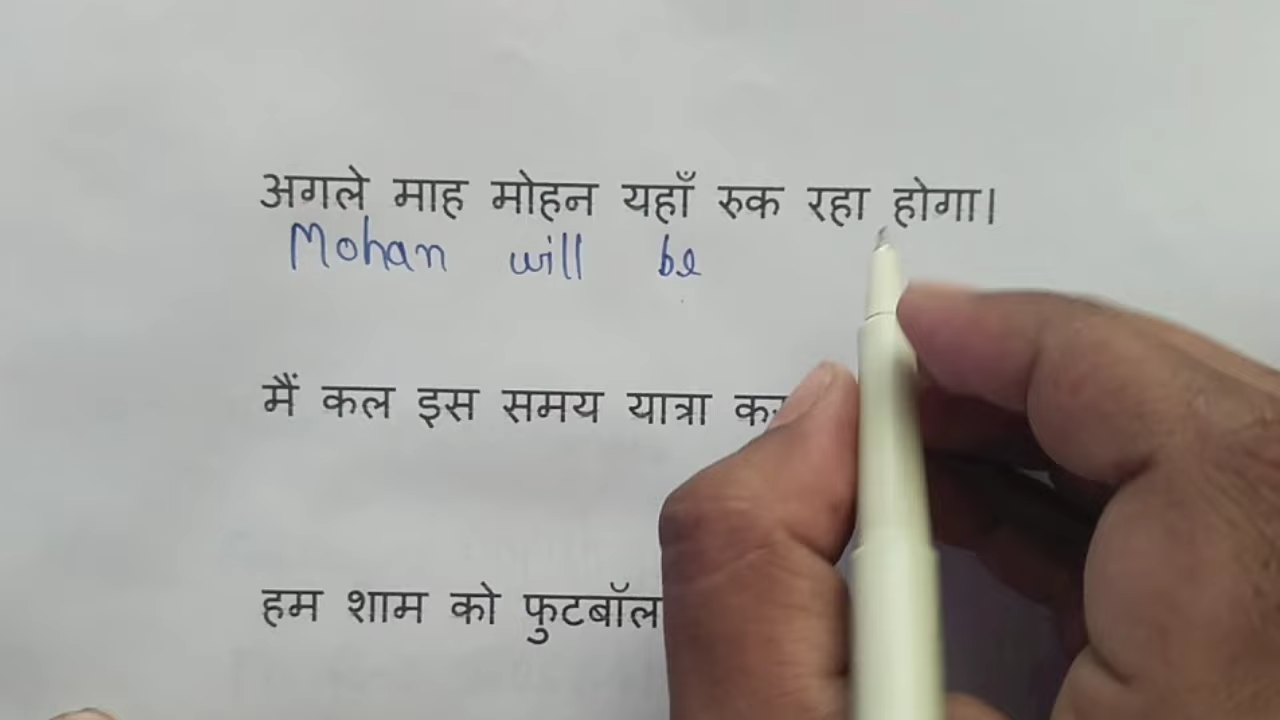 अगले माह मोहन यहाँ रुक रहा होगा।
Mohan will be
मैं कल इस समय यात्रा
हम शाम को फुटबॉल